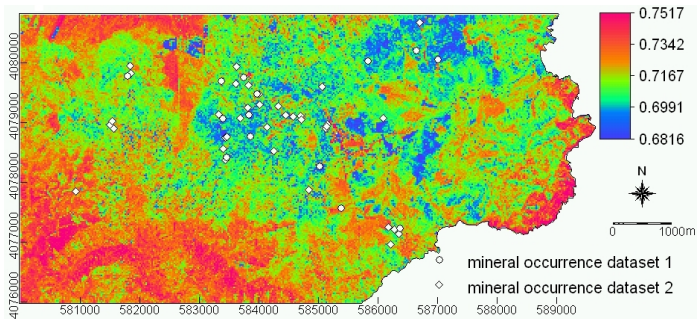 0.7517
0.7342
0.7167
0.6991
0.6816
N
0 1000m
mineral occurrence dataset 1
mineral occurrence dataset 2
4080000
4079000
4078000
4077000
4076000
581000 582000 583000 584000 585000 586000 587000 588000 589000